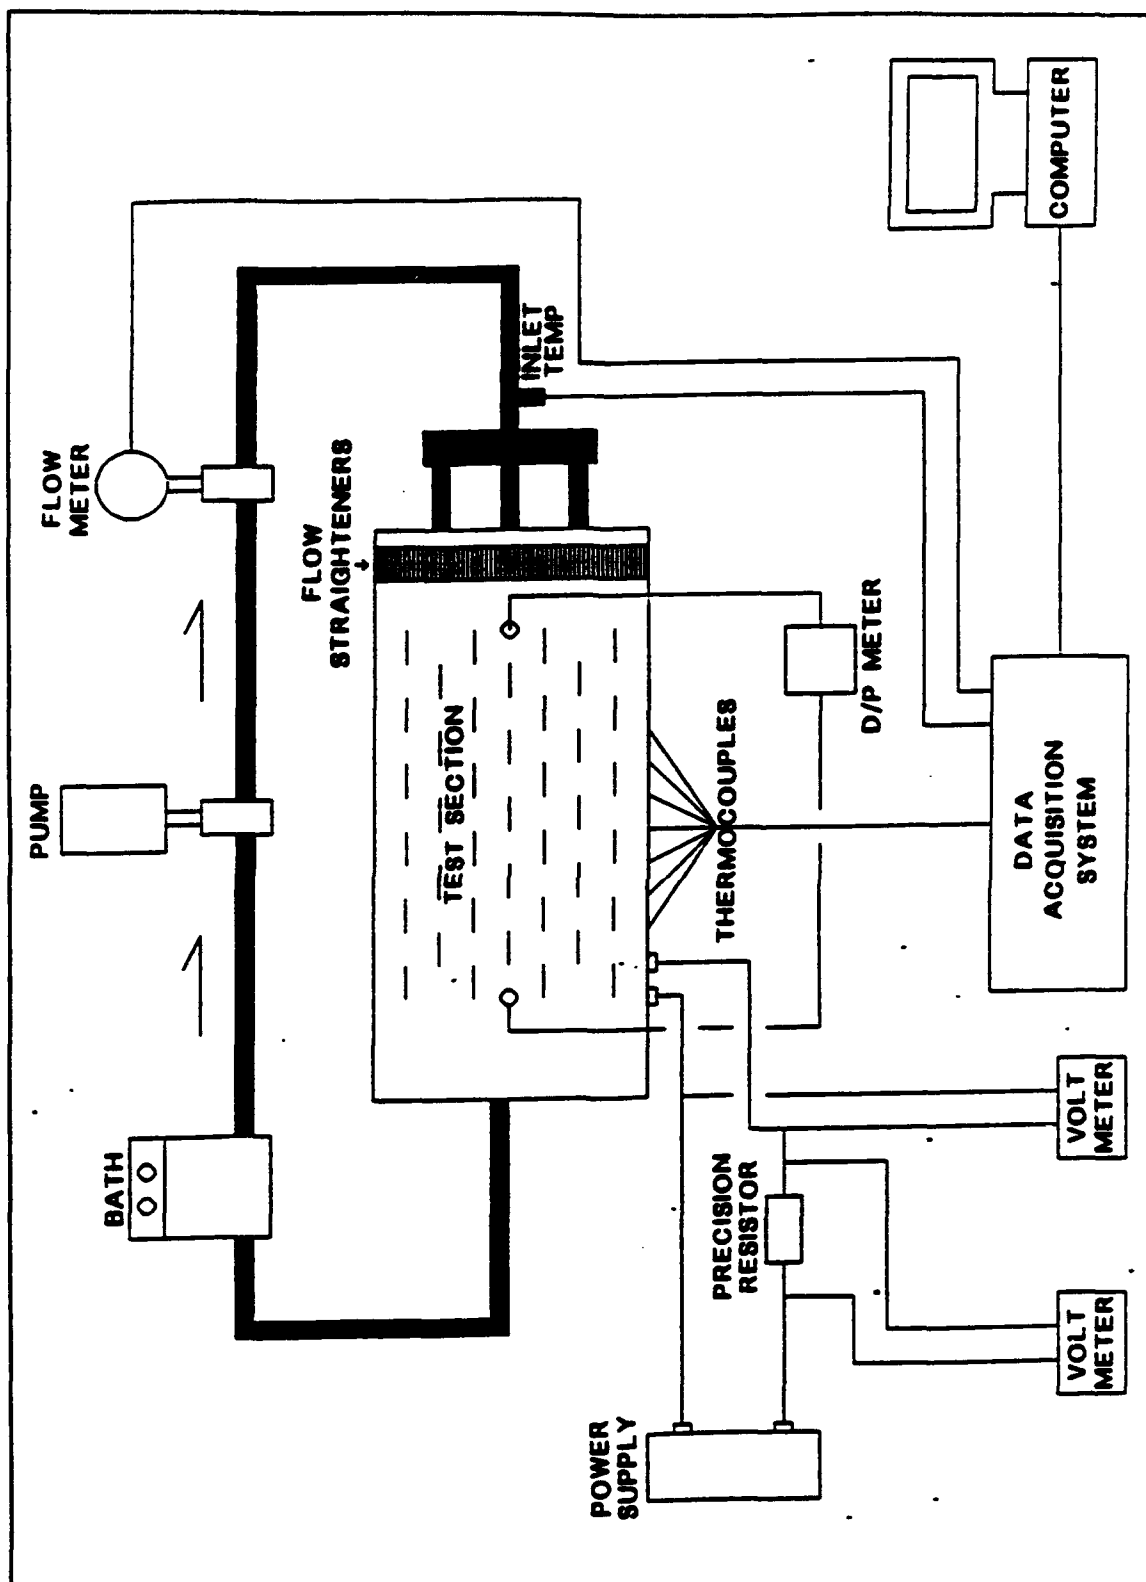 BATH
PUMP
FLOW
METER
FLOW
STRAIGHTENERS
INLET
TEMP
TEST SECTION
POWER
SUPPLY
PRECISION
RESISTOR
THERMOCOUPLES
D/P METER
VOLT
METER
VOLT
METER
DATA
ACQUISITION
SYSTEM
COMPUTER